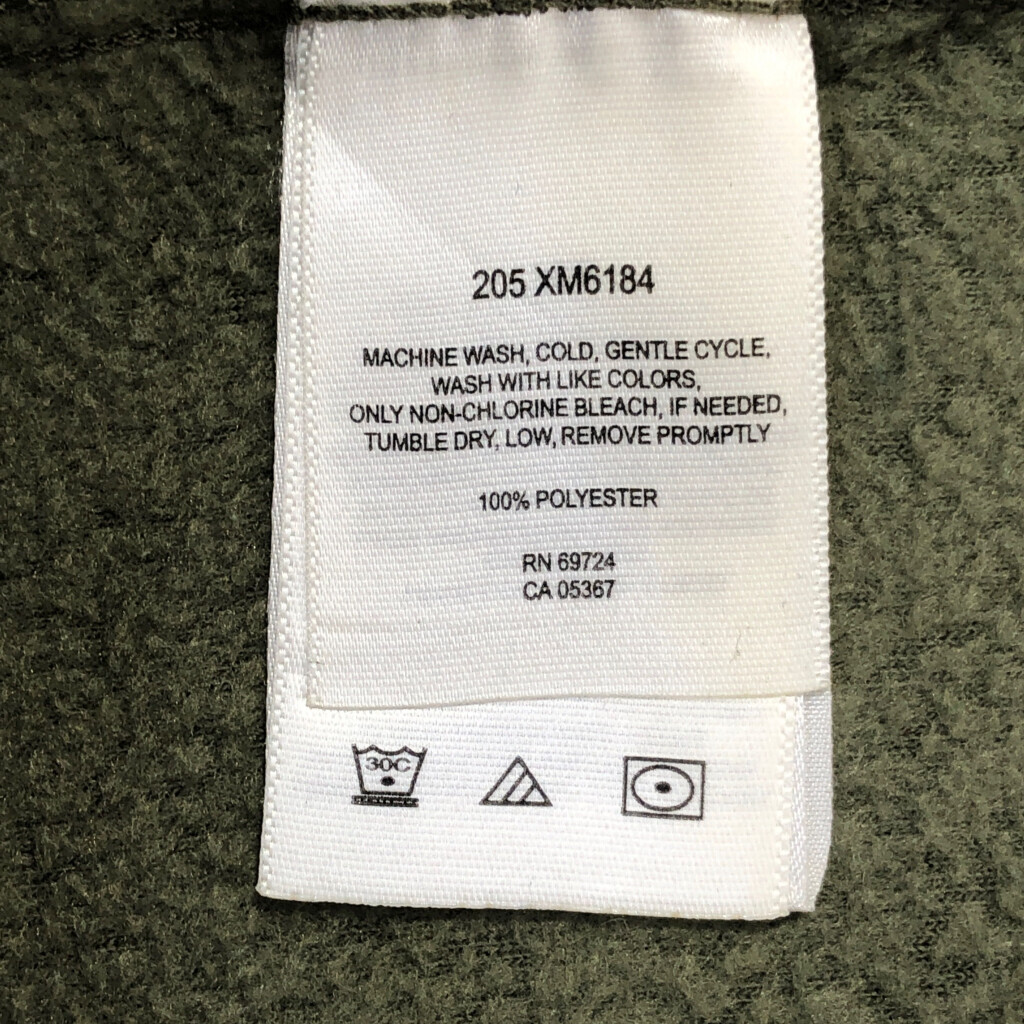 205 XM6184
MACHINE WASH, COLD, GENTLE CYCLE,
WASH WITH LIKE COLORS,
ONLY NON-CHLORINE BLEACH, IF NEEDED,
TUMBLE DRY, LOW, REMOVE PROMPTLY
100% POLYESTER
RN 69724
CA 05367
30C